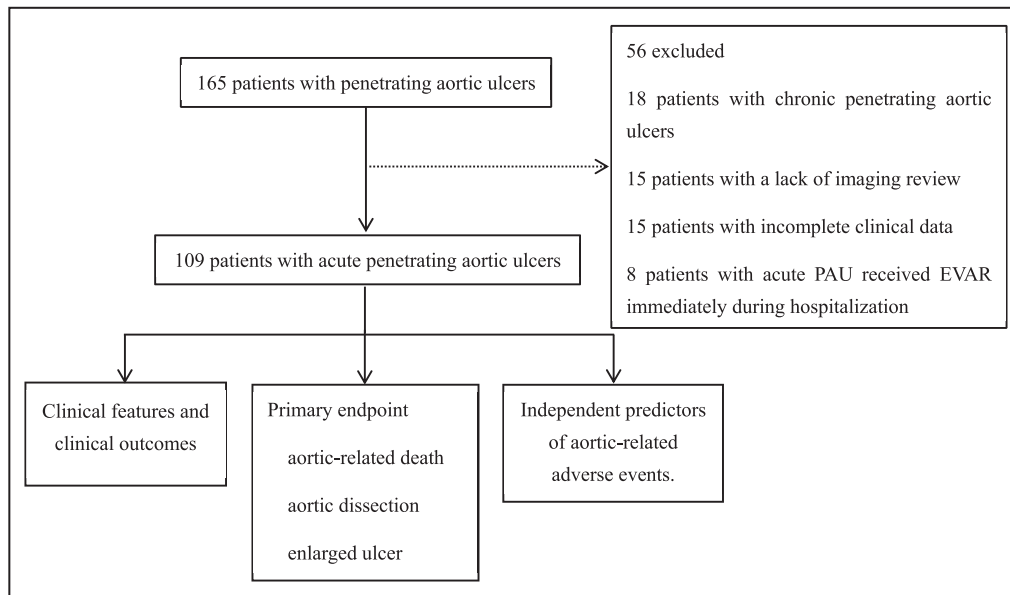 165 patients with penetrating aortic ulcers
56 excluded
18 patients with chronic penetrating aortic
ulcers
15 patients with a lack of imaging review
15 patients with incomplete clinical data
8 patients with acute PAU received EVAR
immediately during hospitalization
109 patients with acute penetrating aortic ulcers
Clinical features and
clinical outcomes
Primary endpoint
aortic-related death
aortic dissection
enlarged ulcer
Independent predictors
of aortic-related
adverse events.